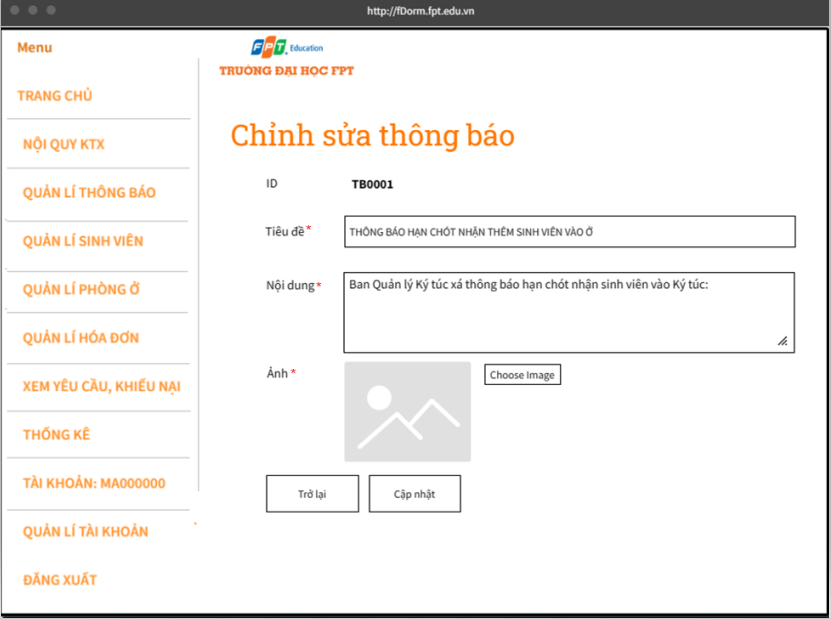 http://fDorm.fpt.edu.vn
Menu
TRANG CHỦ
NỘI QUY KTX
QUẢN LÍ THÔNG BÁO
QUẢN LÍ SINH VIÊN
QUẢN LÍ PHÒNG Ở
QUẢN LÍ HÓA ĐƠN
XEM YÊU CẦU, KHIẾU NẠI
THỐNG KÊ
TÀI KHOẢN: MA000000
QUẢN LÍ TÀI KHOẢN
ĐĂNG XUẤT
FPT Education
TRƯỜNG ĐẠI HỌC FPT
Chỉnh sửa thông báo
ID TB0001
Tiêu đề * THÔNG BÁO HẠN CHÓT NHẬN THÊM SINH VIÊN VÀO Ở
Nội dung * Ban Quản lý Ký túc xá thông báo hạn chót nhận sinh viên vào Ký túc:
Ảnh * Choose Image
Trở lại Cập nhật